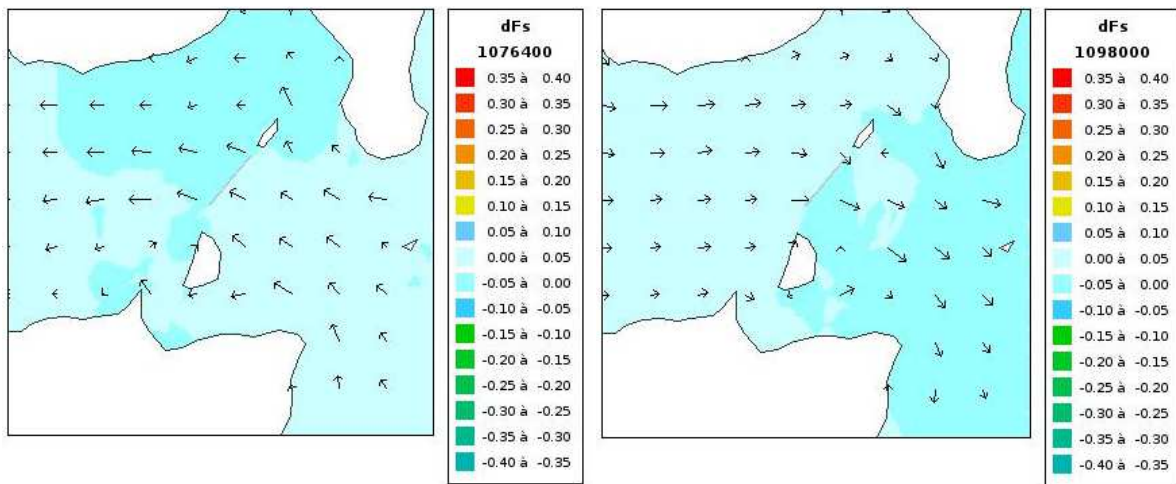 dFs
1076400
0.35 à 0.40
0.30 à 0.35
0.25 à 0.30
0.20 à 0.25
0.15 à 0.20
0.10 à 0.15
0.05 à 0.10
0.00 à 0.05
-0.05 à 0.00
-0.10 à -0.05
-0.15 à -0.10
-0.20 à -0.15
-0.25 à -0.20
-0.30 à -0.25
-0.35 à -0.30
-0.40 à -0.35
dFs
1098000
0.35 à 0.40
0.30 à 0.35
0.25 à 0.30
0.20 à 0.25
0.15 à 0.20
0.10 à 0.15
0.05 à 0.10
0.00 à 0.05
-0.05 à 0.00
-0.10 à -0.05
-0.15 à -0.10
-0.20 à -0.15
-0.25 à -0.20
-0.30 à -0.25
-0.35 à -0.30
-0.40 à -0.35